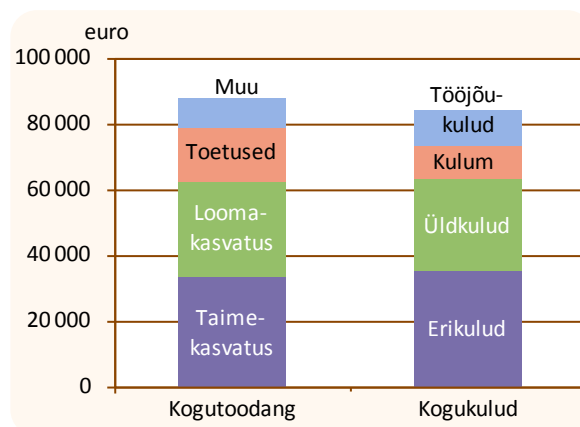 euro
100 000
80 000
60 000
40 000
20 000
0
Muu
Toetused
Looma-
kasvatus
Taime-
kasvatus
Tööjõu-
kulud
Kulum
Üldkulud
Erikulud
Kogutoodang
Kogukulud